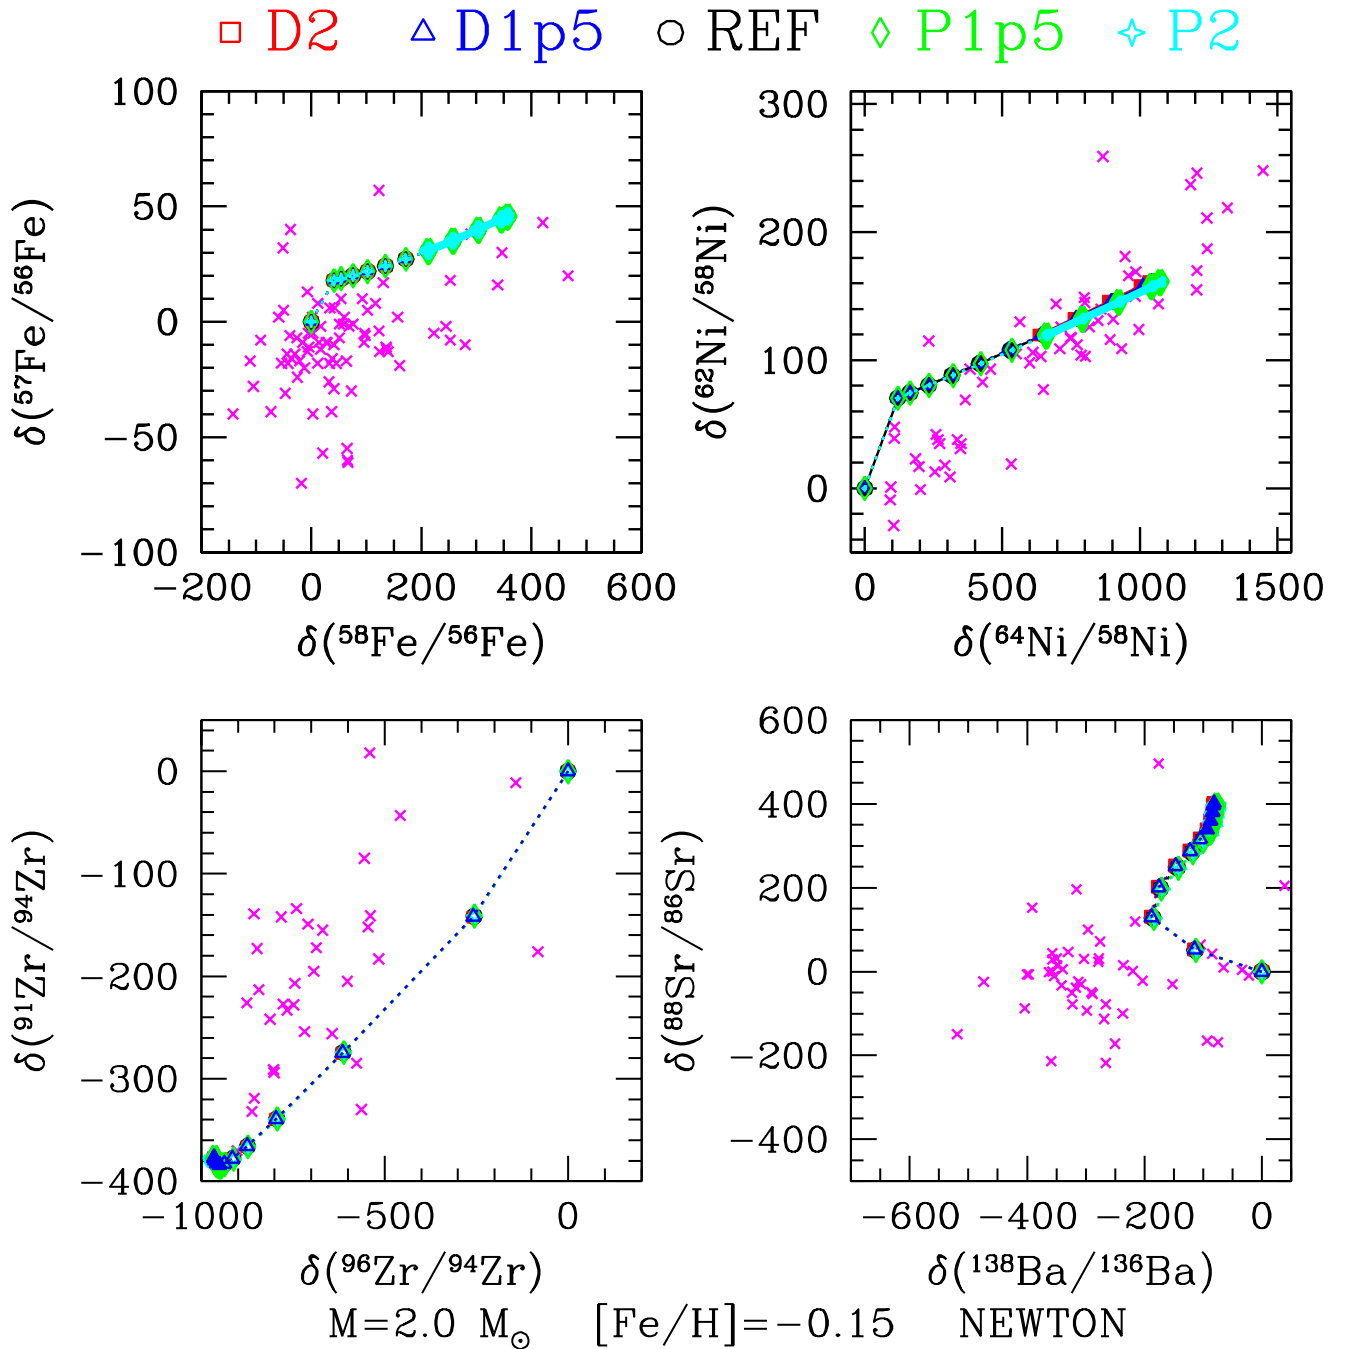 D2 D1p5 REF P1p5 P2
100
50
0
−50
−100
−200 0 200 400 600
δ(⁵⁷Fe/⁵⁶Fe)
δ(⁵⁸Fe/⁵⁶Fe)
300
200
100
0
0 500 1000 1500
δ(⁶²Ni/⁵⁸Ni)
δ(⁶⁴Ni/⁵⁸Ni)
0
−100
−200
−300
−400
−1000 −500 0
δ(⁹¹Zr/⁹⁴Zr)
δ(⁹⁶Zr/⁹⁴Zr)
600
400
200
0
−200
−400
−600 −400 −200 0
δ(⁸⁸Sr/⁸⁶Sr)
δ(¹³⁸Ba/¹³⁶Ba)
M=2.0 M⊙ [Fe/H]=−0.15 NEWTON